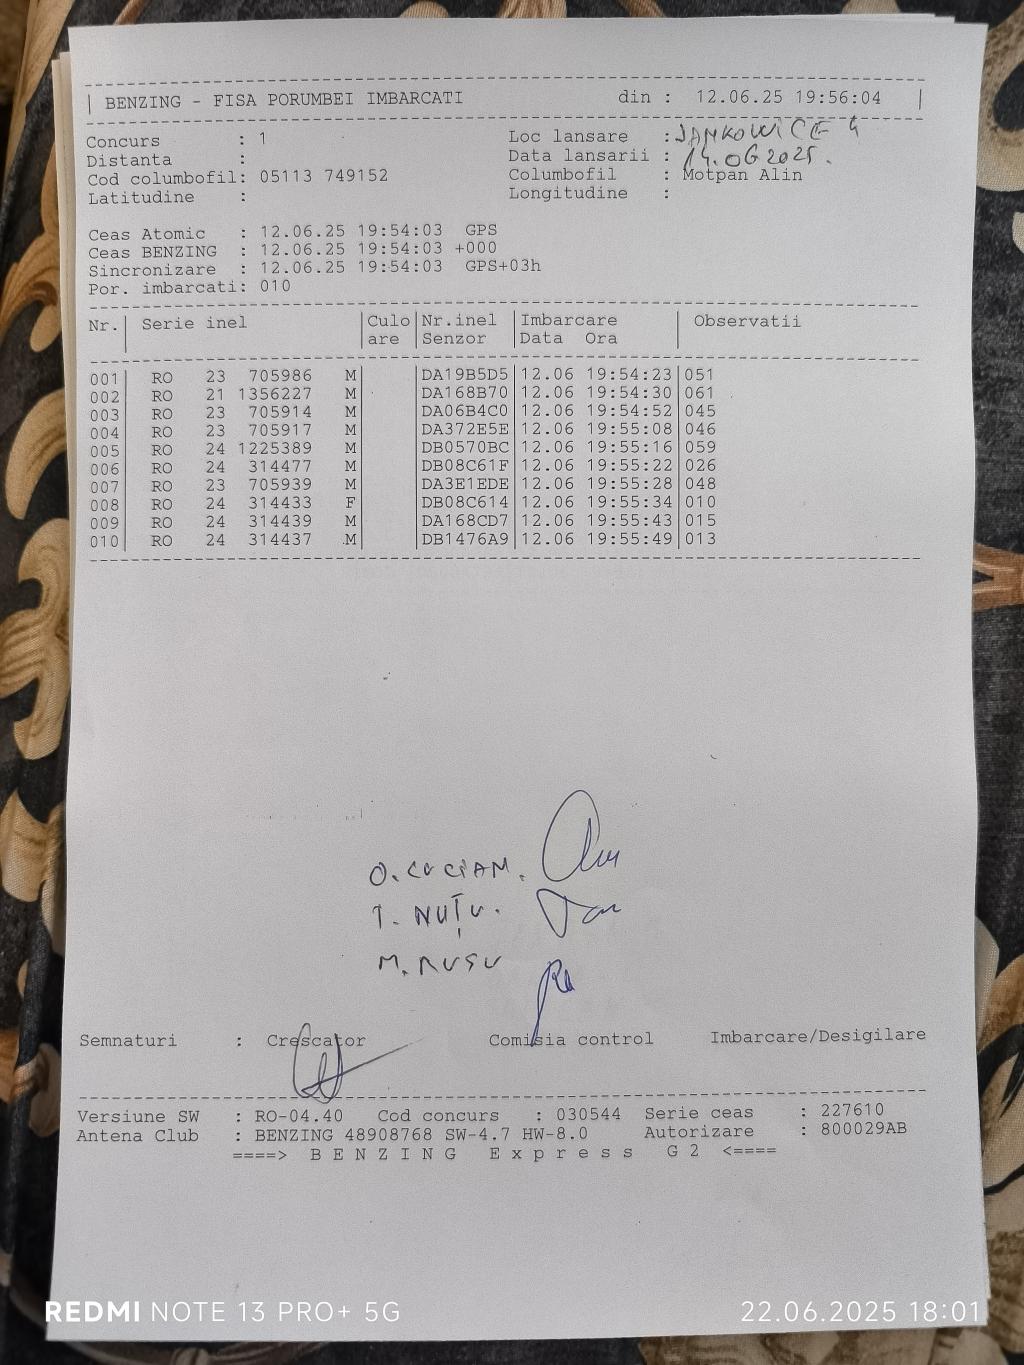 BENZING - FISA PORUMBEI IMBARCATI din : 12.06.25 19:56:04
Concurs : 1 Loc lansare : JANKOWICE 4
Distanta : Data lansarii : 14.06 2025.
Cod columbofil: 05113 749152 Columbofil : Motpan Alin
Latitudine : Longitudine :
Ceas Atomic : 12.06.25 19:54:03 GPS
Ceas BENZING : 12.06.25 19:54:03 +000
Sincronizare : 12.06.25 19:54:03 GPS+03h
Por. imbarcati: 010
Nr. Serie inel Culo Nr.inel Imbarcare Observatii
are Senzor Data Ora
001 RO 23 705986 M DA19B5D5 12.06 19:54:23 051
002 RO 21 1356227 M DA168B70 12.06 19:54:30 061
003 RO 23 705914 M DA06B4C0 12.06 19:54:52 045
004 RO 23 705917 M DA372E5E 12.06 19:55:08 046
005 RO 24 1225389 M DB0570BC 12.06 19:55:16 059
006 RO 24 314477 M DB08C61F 12.06 19:55:22 026
007 RO 23 705939 M DA3E1EDE 12.06 19:55:28 048
008 RO 24 314433 F DB08C614 12.06 19:55:34 010
009 RO 24 314439 M DA168CD7 12.06 19:55:43 015
010 RO 24 314437 M DB1476A9 12.06 19:55:49 013
O. CUCIAM.
T. NUȚU.
M. RUSU
Semnaturi : Crescator Comisia control Imbarcare/Desigilare
Versiune SW : RO-04.40 Cod concurs : 030544 Serie ceas : 227610
Antena Club : BENZING 48908768 SW-4.7 HW-8.0 Autorizare : 800029AB
====> B E N Z I N G E x p r e s s G 2 <====
REDMI NOTE 13 PRO+ 5G 22.06.2025 18:01